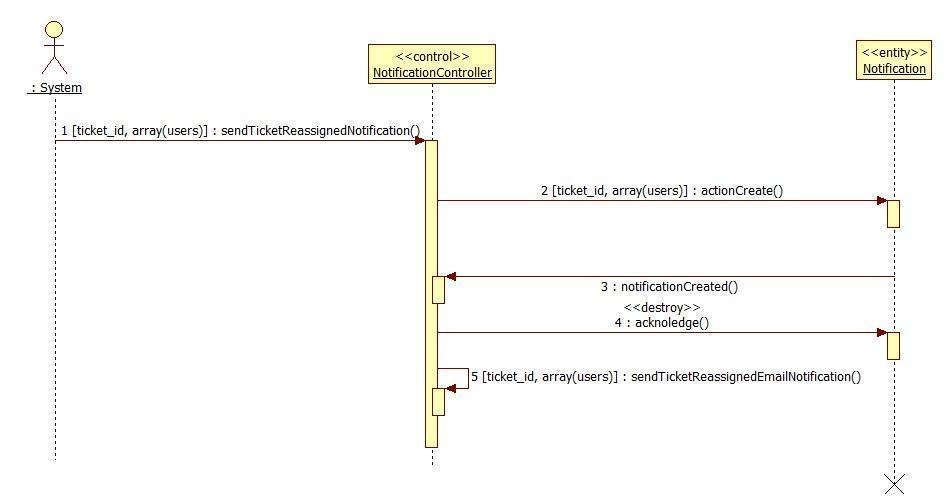 <<control>>
NotificationController
<<entity>>
Notification
: System
1 [ticket_id, array(users)] : sendTicketReassignedNotification()
2 [ticket_id, array(users)] : actionCreate()
3 : notificationCreated()
<<destroy>>
4 : acknoledge()
5 [ticket_id, array(users)] : sendTicketReassignedEmailNotification()